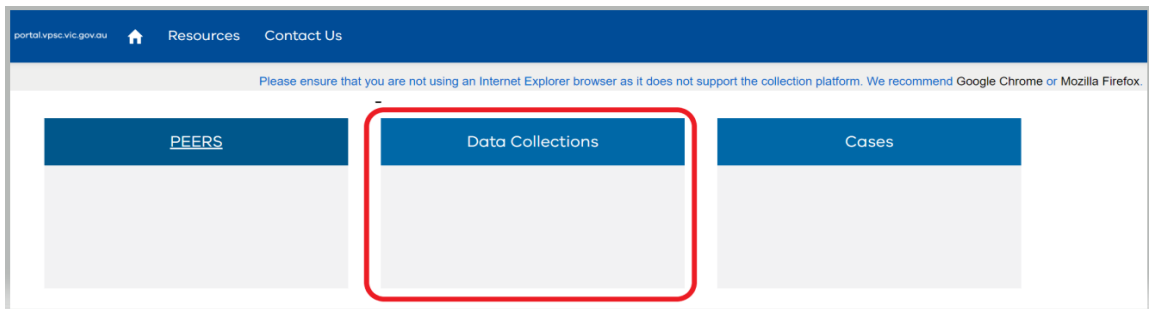 portal.vpsc.vic.gov.au Resources Contact Us
Please ensure that you are not using an Internet Explorer browser as it does not support the collection platform. We recommend Google Chrome or Mozilla Firefox.
PEERS Data Collections Cases